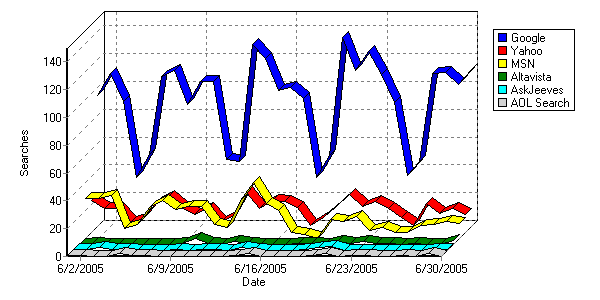 140
120
100
80
60
40
20
0
Searches
6/2/2005
6/9/2005
6/16/2005
6/23/2005
6/30/2005
Date
Google
Yahoo
MSN
Altavista
AskJeeves
AOL Search